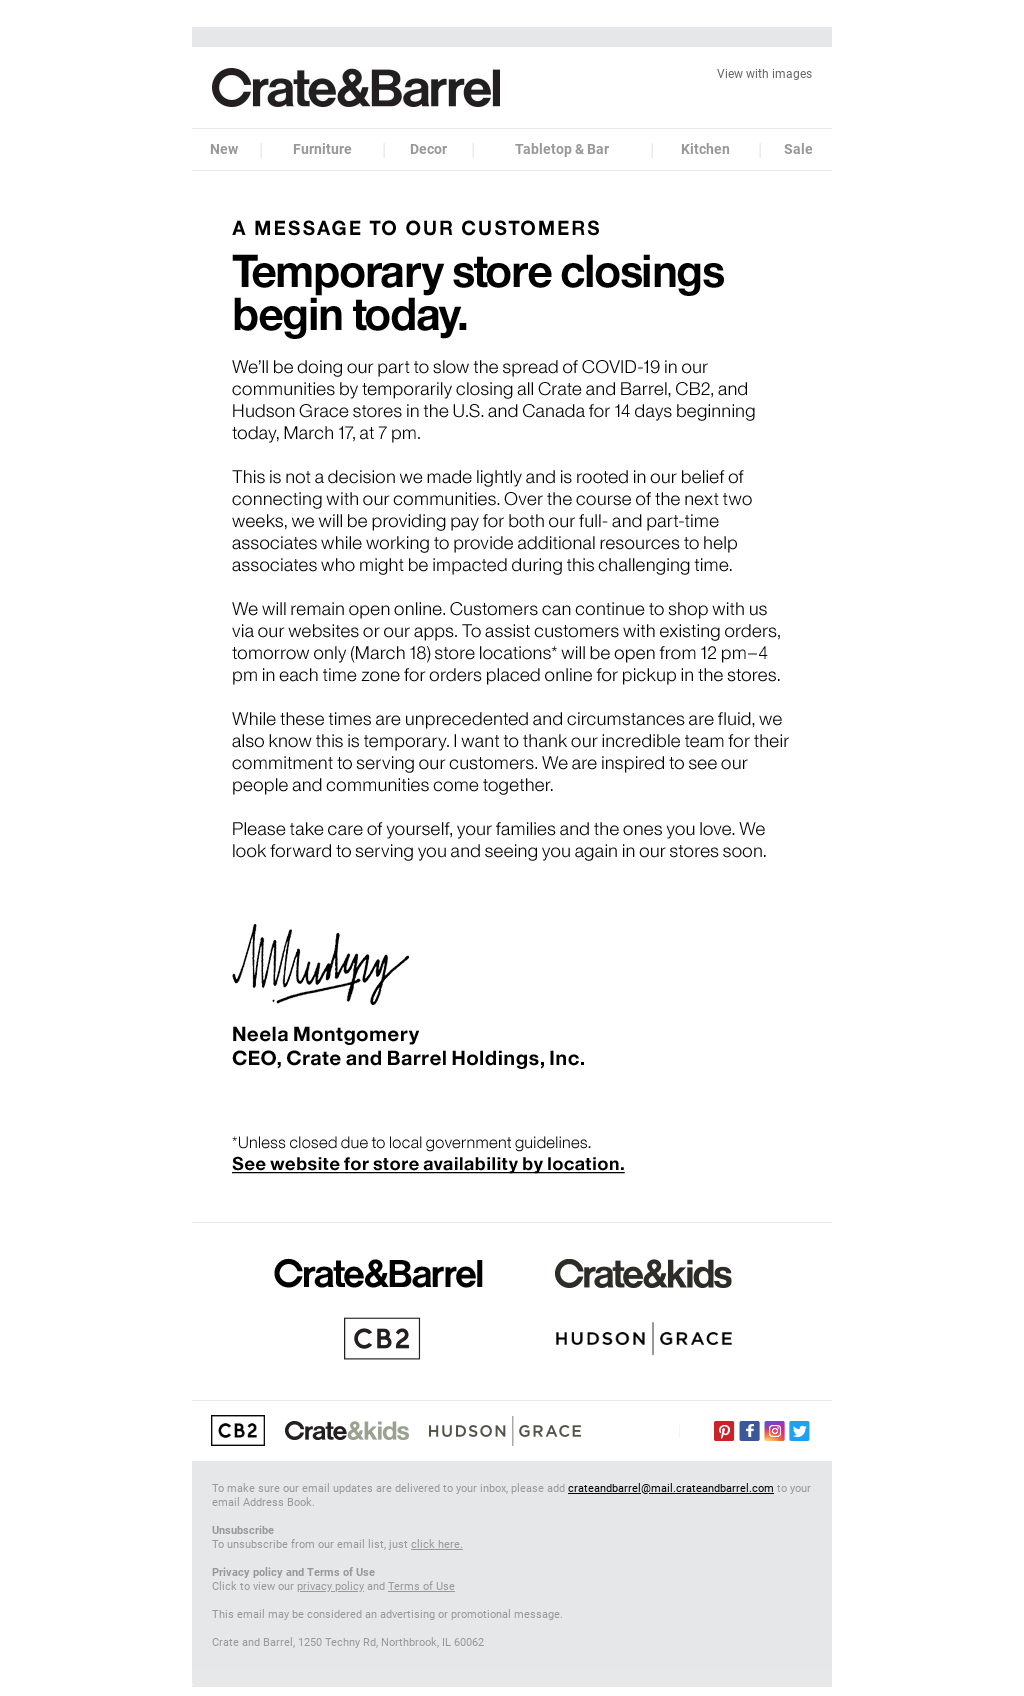 Crate&Barrel
View with images
New | Furniture | Decor | Tabletop & Bar | Kitchen | Sale
A MESSAGE TO OUR CUSTOMERS
Temporary store closings
begin today.
We'll be doing our part to slow the spread of COVID-19 in our
communities by temporarily closing all Crate and Barrel, CB2, and
Hudson Grace stores in the U.S. and Canada for 14 days beginning
today, March 17, at 7 pm.
This is not a decision we made lightly and is rooted in our belief of
connecting with our communities. Over the course of the next two
weeks, we will be providing pay for both our full- and part-time
associates while working to provide additional resources to help
associates who might be impacted during this challenging time.
We will remain open online. Customers can continue to shop with us
via our websites or our apps. To assist customers with existing orders,
tomorrow only (March 18) store locations* will be open from 12 pm–4
pm in each time zone for orders placed online for pickup in the stores.
While these times are unprecedented and circumstances are fluid, we
also know this is temporary. I want to thank our incredible team for their
commitment to serving our customers. We are inspired to see our
people and communities come together.
Please take care of yourself, your families and the ones you love. We
look forward to serving you and seeing you again in our stores soon.
Neela Montgomery
CEO, Crate and Barrel Holdings, Inc.
*Unless closed due to local government guidelines.
See website for store availability by location.
Crate&Barrel Crate&kids
CB2 HUDSON | GRACE
CB2 Crate&kids HUDSON | GRACE
To make sure our email updates are delivered to your inbox, please add crateandbarrel@mail.crateandbarrel.com to your
email Address Book.
Unsubscribe
To unsubscribe from our email list, just click here.
Privacy policy and Terms of Use
Click to view our privacy policy and Terms of Use
This email may be considered an advertising or promotional message.
Crate and Barrel, 1250 Techny Rd, Northbrook, IL 60062